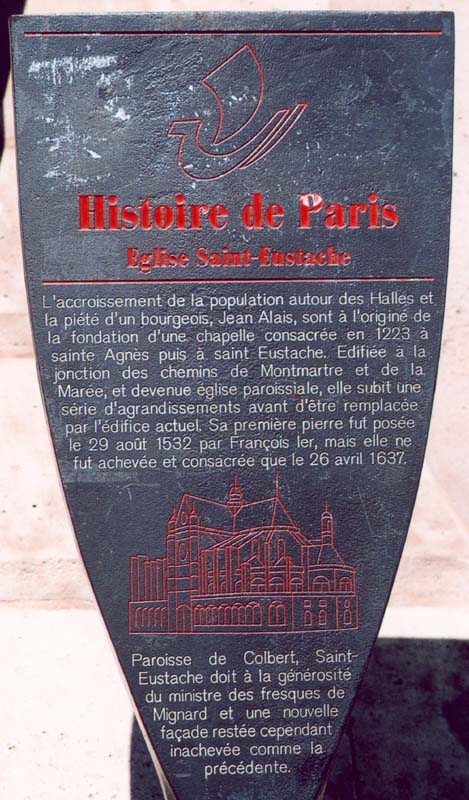 Histoire de Paris
Eglise Saint-Eustache
L'accroissement de la population autour des Halles et
la piété d'un bourgeois, Jean Alais, sont à l'origine de
la fondation d'une chapelle consacrée en 1223 à
sainte Agnès puis à saint Eustache. Edifiée à la
jonction des chemins de Montmartre et de la
Marée, et devenue église paroissiale, elle subit une
série d'agrandissements avant d'être remplacée
par l'édifice actuel. Sa première pierre fut posée
le 29 août 1532 par François Ier, mais elle ne
fut achevée et consacrée que le 26 avril 1637.
Paroisse de Colbert, Saint-
Eustache doit à la générosité
du ministre des fresques de
Mignard et une nouvelle
façade restée cependant
inachevée comme la
précédente.